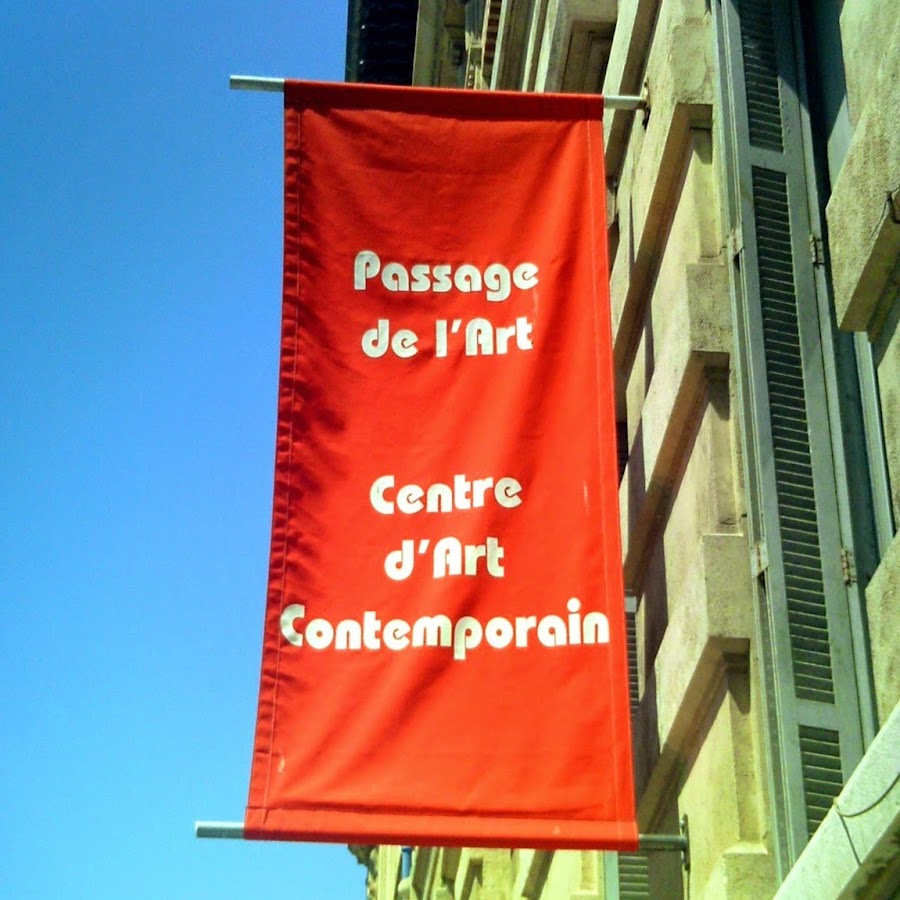 Passage
de l'Art
Centre
d'Art
Contemporain